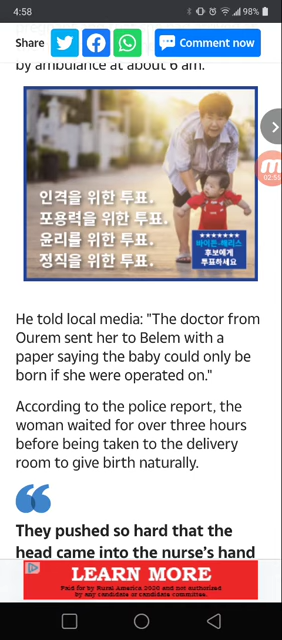 4:58
98%
Share
Comment now
by ambulance at about 6 am.
인격을 위한 투표.
포용력을 위한 투표.
윤리를 위한 투표.
정직을 위한 투표.
바이든-해리스
후보에게
투표하세요
02:55
He told local media: "The doctor from
Ourem sent her to Belem with a
paper saying the baby could only be
born if she were operated on."
According to the police report, the
woman waited for over three hours
before being taken to the delivery
room to give birth naturally.
They pushed so hard that the
head came into the nurse's hand
LEARN MORE
Paid for by Rural America 2020 and not authorized
by any candidate or candidate committee.